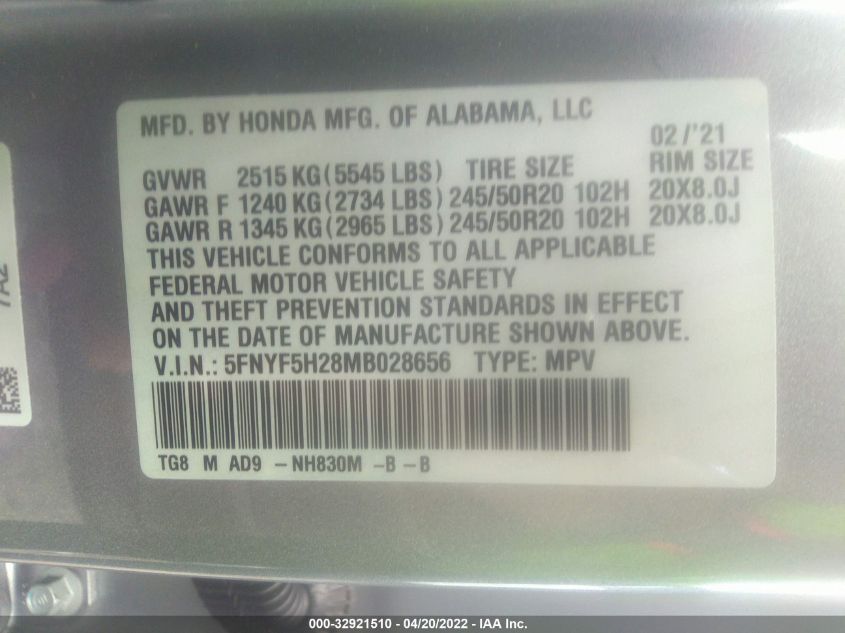 MFD. BY HONDA MFG. OF ALABAMA, LLC
02/'21
GVWR 2515 KG (5545 LBS) TIRE SIZE RIM SIZE
GAWR F 1240 KG (2734 LBS) 245/50R20 102H 20X8.0J
GAWR R 1345 KG (2965 LBS) 245/50R20 102H 20X8.0J
THIS VEHICLE CONFORMS TO ALL APPLICABLE
FEDERAL MOTOR VEHICLE SAFETY
AND THEFT PREVENTION STANDARDS IN EFFECT
ON THE DATE OF MANUFACTURE SHOWN ABOVE.
V.I.N.: 5FNYF5H28MB028656 TYPE: MPV
TG8 M AD9 -NH830M -B -B
7A2
000-32921510 - 04/20/2022 - IAA Inc.